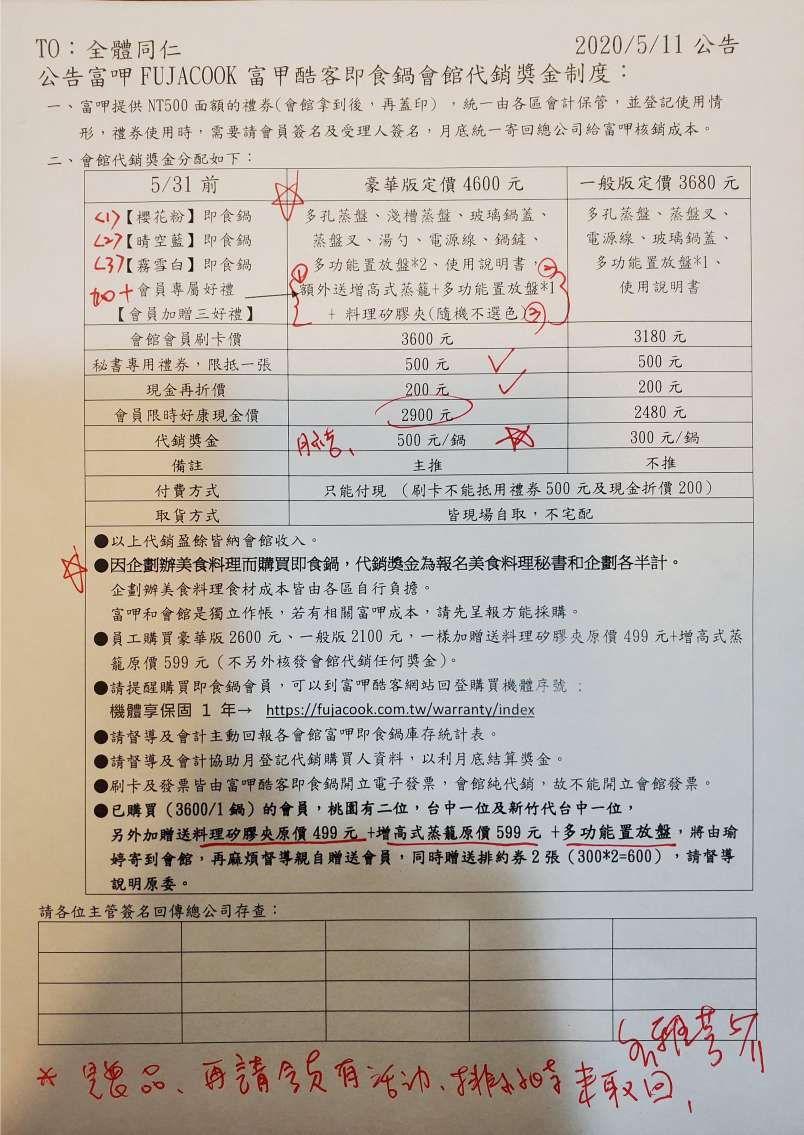 TO：全體同仁 2020/5/11 公告
公告富呷 FUJACOOK 富甲酷客即食鍋會館代銷獎金制度：
一、富呷提供 NT500 面額的禮券(會館拿到後，再蓋印) ，統一由各區會計保管，並登記使用情
形，禮券使用時，需要請會員簽名及受理人簽名，月底統一寄回總公司給富呷核銷成本。
二、會館代銷獎金分配如下：
5/31 前 豪華版定價 4600 元 一般版定價 3680 元
<1>【櫻花粉】即食鍋 多孔蒸盤、淺槽蒸盤、玻璃鍋蓋、 多孔蒸盤、蒸盤叉、
<2>【晴空藍】即食鍋 蒸盤叉、湯勺、電源線、鍋鏟、 電源線、玻璃鍋蓋、
<3>【霧雪白】即食鍋 多功能置放盤*2、使用說明書， ② 多功能置放盤*1、
加+會員專屬好禮 ① 額外送增高式蒸籠+多功能置放盤*1 使用說明書
【會員加贈三好禮】 + 料理矽膠夾(隨機不選色) ③
會館會員刷卡價 3600 元 3180 元
秘書專用禮券，限抵一張 500 元 500 元
現金再折價 200 元 200 元
會員限時好康現金價 2900 元 2480 元
代銷獎金 500 元/鍋 300 元/鍋
備註 主推 不推
付費方式 只能付現 （刷卡不能抵用禮券 500 元及現金折價 200）
取貨方式 皆現場自取，不宅配
●以上代銷盈餘皆納會館收入。
●因企劃辦美食料理而購買即食鍋，代銷獎金為報名美食料理秘書和企劃各半計。
企劃辦美食料理食材成本皆由各區自行負擔。
富呷和會館是獨立作帳，若有相關富呷成本，請先呈報方能採購。
●員工購買豪華版 2600 元、一般版 2100 元，一樣加贈送料理矽膠夾原價 499 元+增高式蒸
籠原價 599 元（不另外核發會館代銷任何獎金）。
●請提醒購買即食鍋會員，可以到富呷酷客網站回登購買機體序號 ：
機體享保固 1 年→ https://fujacook.com.tw/warranty/index
●請督導及會計主動回報各會館富呷即食鍋庫存統計表。
●請督導及會計協助月登記代銷購買人資料，以利月底結算獎金。
●刷卡及發票皆由富呷酷客即食鍋開立電子發票，會館純代銷，故不能開立會館發票。
●已購買（3600/1 鍋）的會員，桃園有二位，台中一位及新竹代台中一位，
另外加贈送料理矽膠夾原價 499 元 +增高式蒸籠原價 599 元 +多功能置放盤，將由瑜
婷寄到會館，再麻煩督導親自贈送會員，同時贈送排約券 2 張（300*2=600），請督導
說明原委。
請各位主管簽名回傳總公司存查：
5/11
品、再請會員有活動、排約時來取回